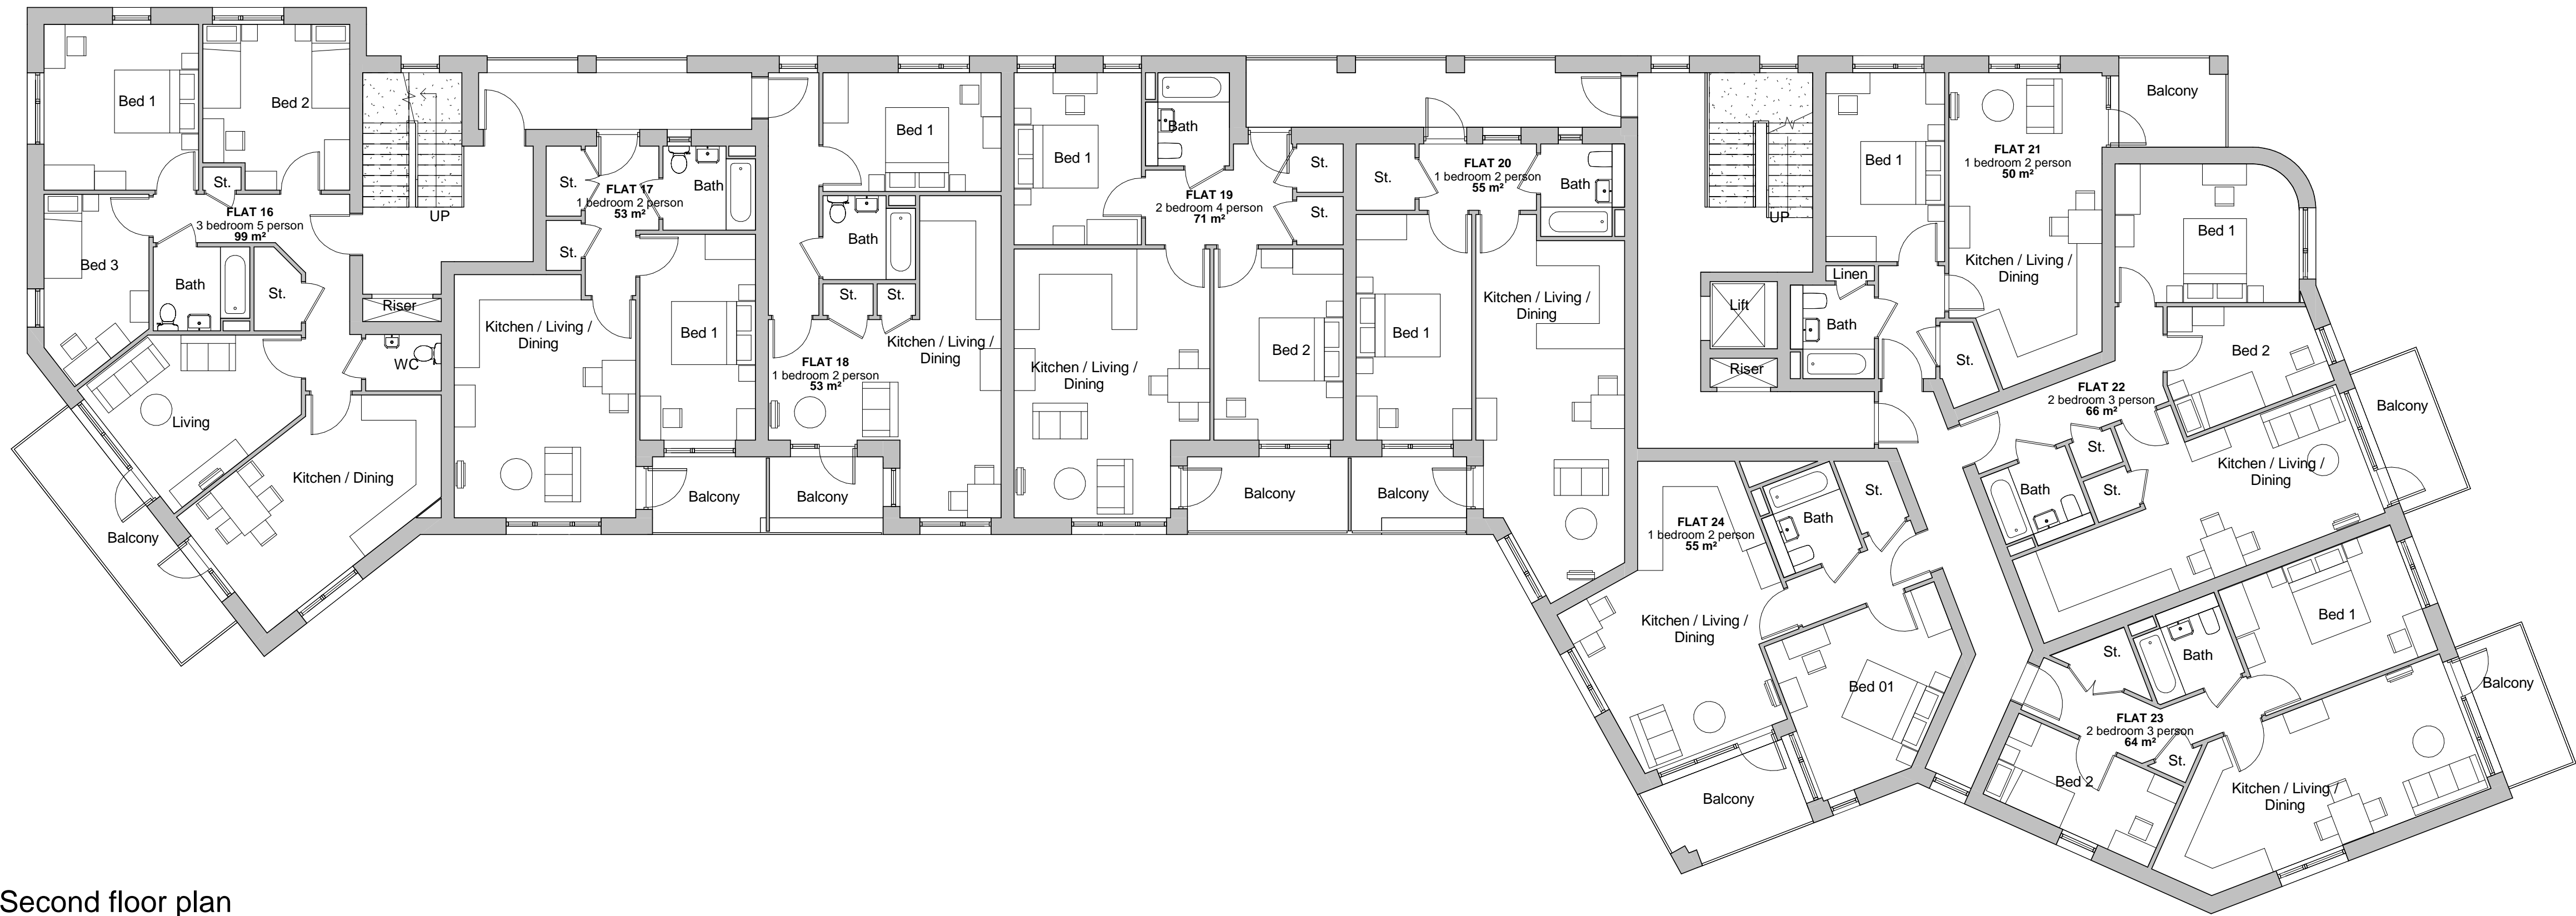 Bed 1
Bed 2
St.
FLAT 16
3 bedroom 5 person
99 m²
Bed 3
Bath
St.
UP
Riser
WC
Living
Kitchen / Dining
Balcony
St.
St.
FLAT 17
1 bedroom 2 person
53 m²
Bath
Kitchen / Living /
Dining
Bed 1
Balcony
Bed 1
Bath
St.
St.
Kitchen / Living /
Dining
FLAT 18
1 bedroom 2 person
53 m²
Balcony
Bed 1
Bath
St.
St.
FLAT 19
2 bedroom 4 person
71 m²
Kitchen / Living /
Dining
Bed 2
Balcony
St.
FLAT 20
1 bedroom 2 person
55 m²
Bath
Kitchen / Living /
Dining
Bed 1
Balcony
UP
Lift
Riser
Bed 1
FLAT 21
1 bedroom 2 person
50 m²
Balcony
Kitchen / Living /
Dining
Linen
Bath
St.
Bed 1
Bed 2
FLAT 22
2 bedroom 3 person
66 m²
Balcony
St.
St.
Bath
Kitchen / Living /
Dining
FLAT 24
1 bedroom 2 person
55 m²
Bath
St.
Kitchen / Living /
Dining
Bed 01
Balcony
St.
Bath
Bed 1
Balcony
FLAT 23
2 bedroom 3 person
64 m²
St.
Bed 2
Kitchen / Living /
Dining
Second floor plan